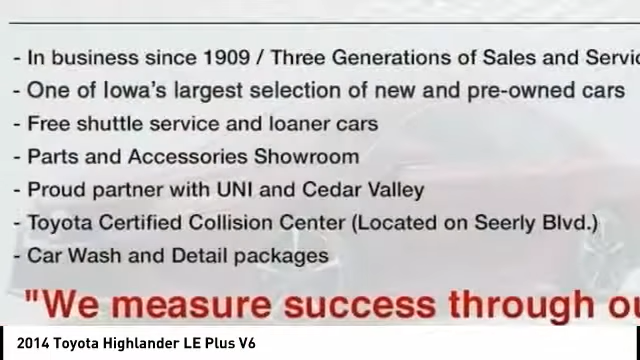 - In business since 1909 / Three Generations of Sales and
- One of Iowa's largest selection of new and pre-owned cars
- Free shuttle service and loaner cars
- Parts and Accessories Showroom
- Proud partner with UNI and Cedar Valley
- Toyota Certified Collision Center (Located on Seerly Blvd.)
- Car Wash and Detail packages
"We measure success through
2014 Toyota Highlander LE Plus V6